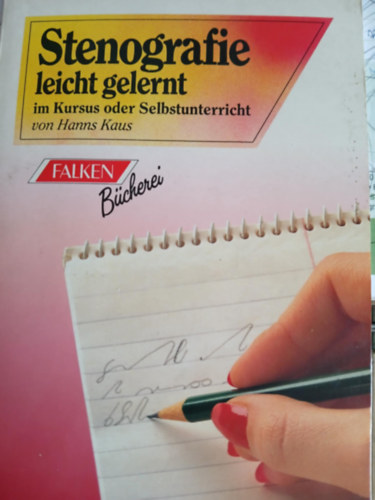 Stenografie
leicht gelernt
im Kursus oder Selbstunterricht
von Hanns Kaus
FALKEN
Bücherei